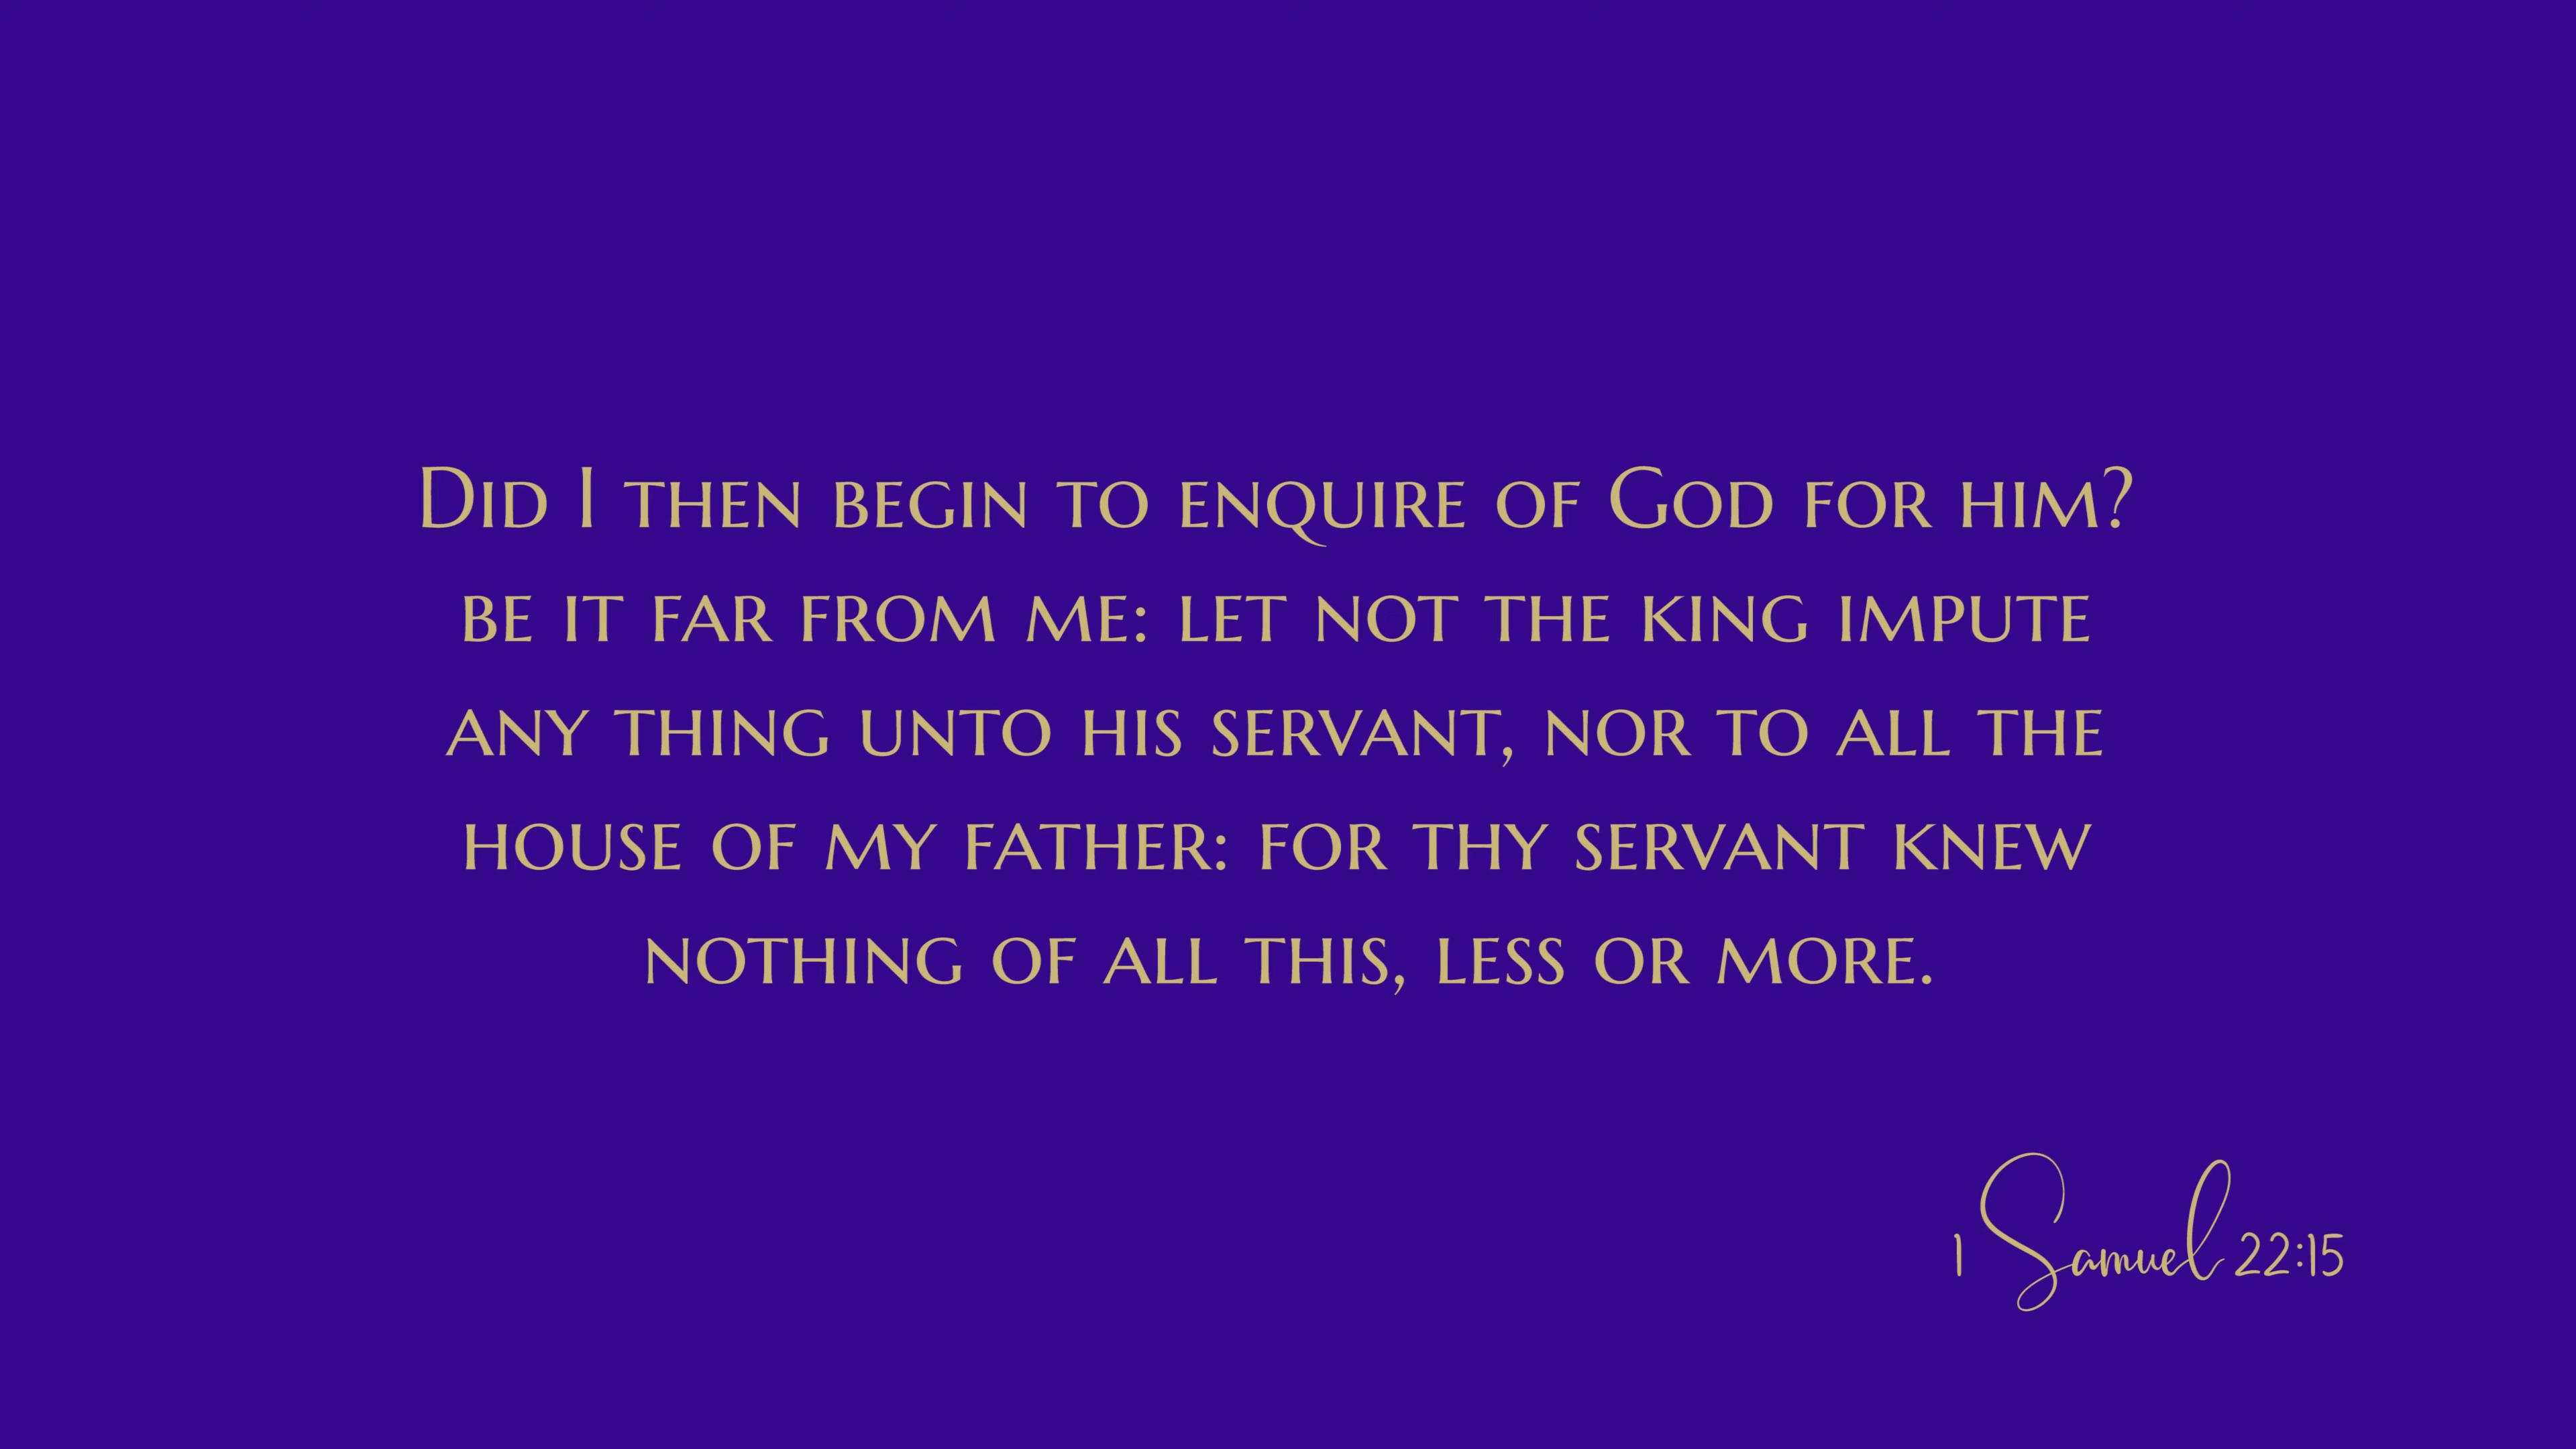 Did I then begin to enquire of God for him?
be it far from me: let not the king impute
any thing unto his servant, nor to all the
house of my father: for thy servant knew
nothing of all this, less or more.
1 Samuel 22:15